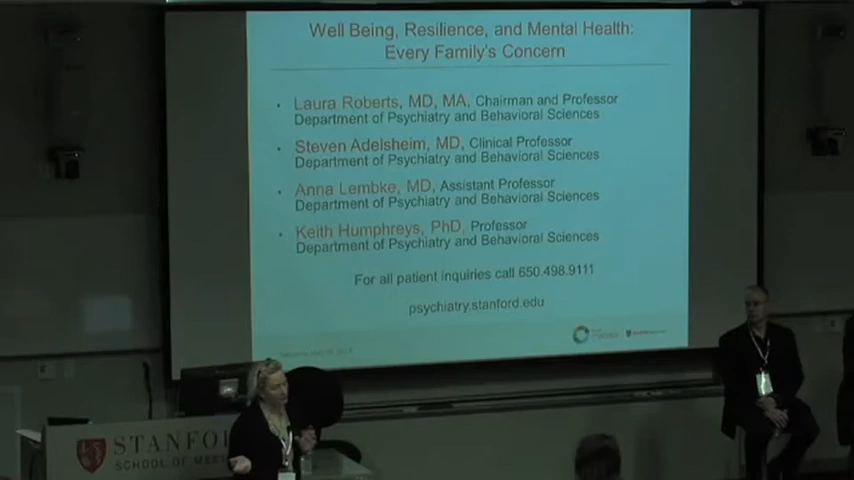 Well Being, Resilience, and Mental Health:
Every Family's Concern
• Laura Roberts, MD, MA, Chairman and Professor
Department of Psychiatry and Behavioral Sciences
• Steven Adelsheim, MD, Clinical Professor
Department of Psychiatry and Behavioral Sciences
• Anna Lembke, MD, Assistant Professor
Department of Psychiatry and Behavioral Sciences
• Keith Humphreys, PhD, Professor
Department of Psychiatry and Behavioral Sciences
For all patient inquiries call 650.498.9111
psychiatry.stanford.edu
STANFOR
SCHOOL OF ME